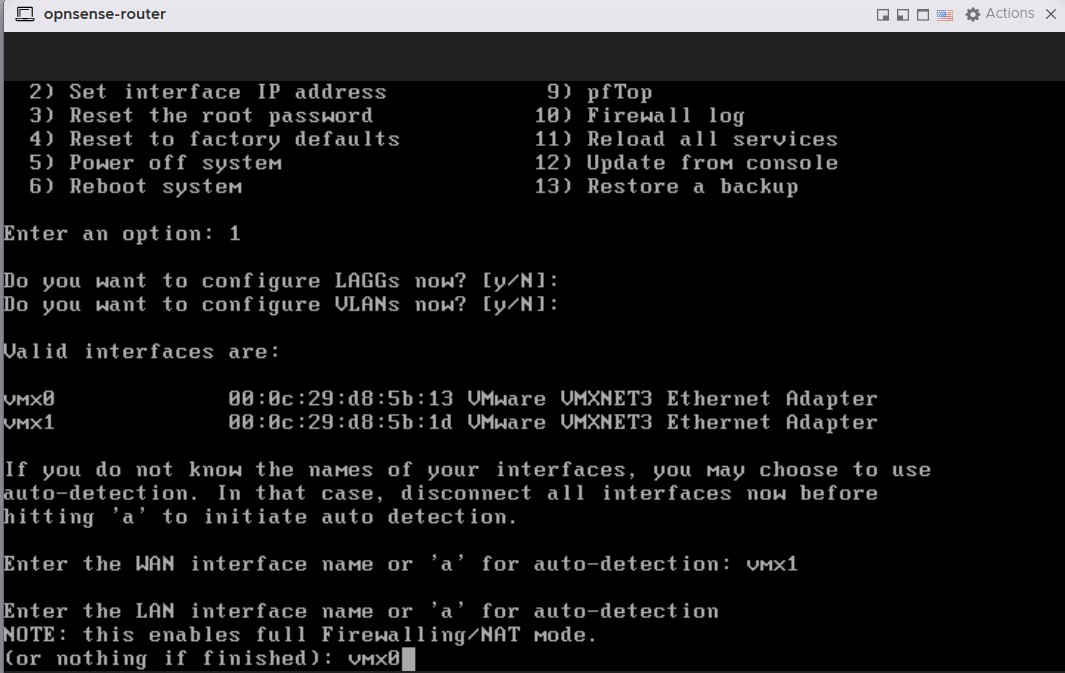 opnsense-router
Actions
2) Set interface IP address 9) pfTop
3) Reset the root password 10) Firewall log
4) Reset to factory defaults 11) Reload all services
5) Power off system 12) Update from console
6) Reboot system 13) Restore a backup
Enter an option: 1
Do you want to configure LAGGs now? [y/N]:
Do you want to configure VLANs now? [y/N]:
Valid interfaces are:
vmx0 00:0c:29:d8:5b:13 VMware VMXNET3 Ethernet Adapter
vmx1 00:0c:29:d8:5b:1d VMware VMXNET3 Ethernet Adapter
If you do not know the names of your interfaces, you may choose to use
auto-detection. In that case, disconnect all interfaces now before
hitting 'a' to initiate auto detection.
Enter the WAN interface name or 'a' for auto-detection: vmx1
Enter the LAN interface name or 'a' for auto-detection
NOTE: this enables full Firewalling/NAT mode.
(or nothing if finished): vmx0